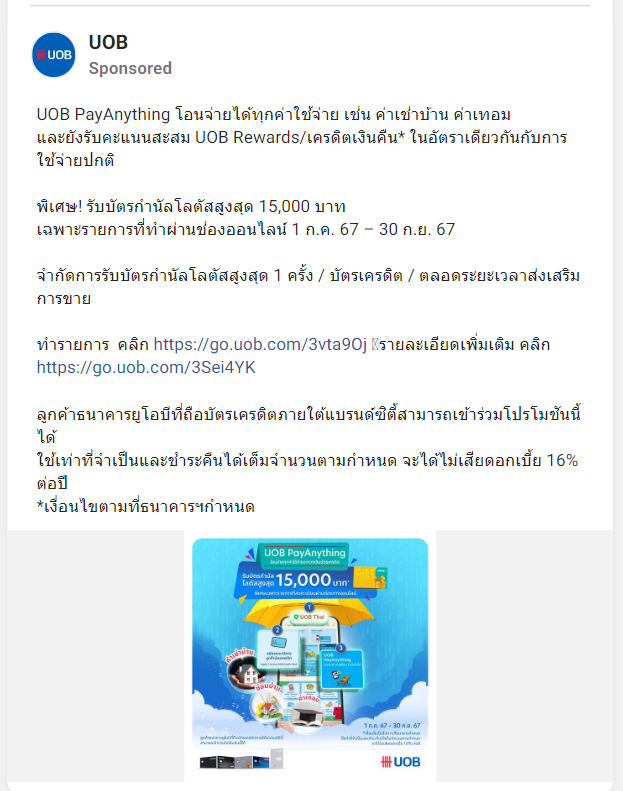 UOB
UOB
Sponsored
UOB PayAnything โอนจ่ายได้ทุกค่าใช้จ่าย เช่น ค่าเช่าบ้าน ค่าเทอม
และยังรับคะแนนสะสม UOB Rewards/เครดิตเงินคืน* ในอัตราเดียวกันกับการ
ใช้จ่ายปกติ
พิเศษ! รับบัตรกำนัลโลตัสสูงสุด 15,000 บาท
เฉพาะรายการที่ทำผ่านช่องออนไลน์ 1 ก.ค. 67 – 30 ก.ย. 67
จำกัดการรับบัตรกำนัลโลตัสสูงสุด 1 ครั้ง / บัตรเครดิต / ตลอดระยะเวลาส่งเสริม
การขาย
ทำรายการ  คลิก https://go.uob.com/3vta9Oj รายละเอียดเพิ่มเติม คลิก
https://go.uob.com/3Sei4YK
ลูกค้าธนาคารยูโอบีที่ถือบัตรเครดิตภายใต้แบรนด์ซิตี้สามารถเข้าร่วมโปรโมชันนี้
ได้
ใช้เท่าที่จำเป็นและชำระคืนได้เต็มจำนวนตามกำหนด จะได้ไม่เสียดอกเบี้ย 16%
ต่อปี
*เงื่อนไขตามที่ธนาคารฯกำหนด
UOB PayAnything
รับบัตรกำนัล
โลตัสสูงสุด 15,000 บาท*
1
UOB Thai
2
3
UOB
PayAnything
ค่าเช่าบ้าน
ซ่อมบ้าน
ค่าเทอม
1 ก.ค. 67 - 30 ก.ย. 67
UOB